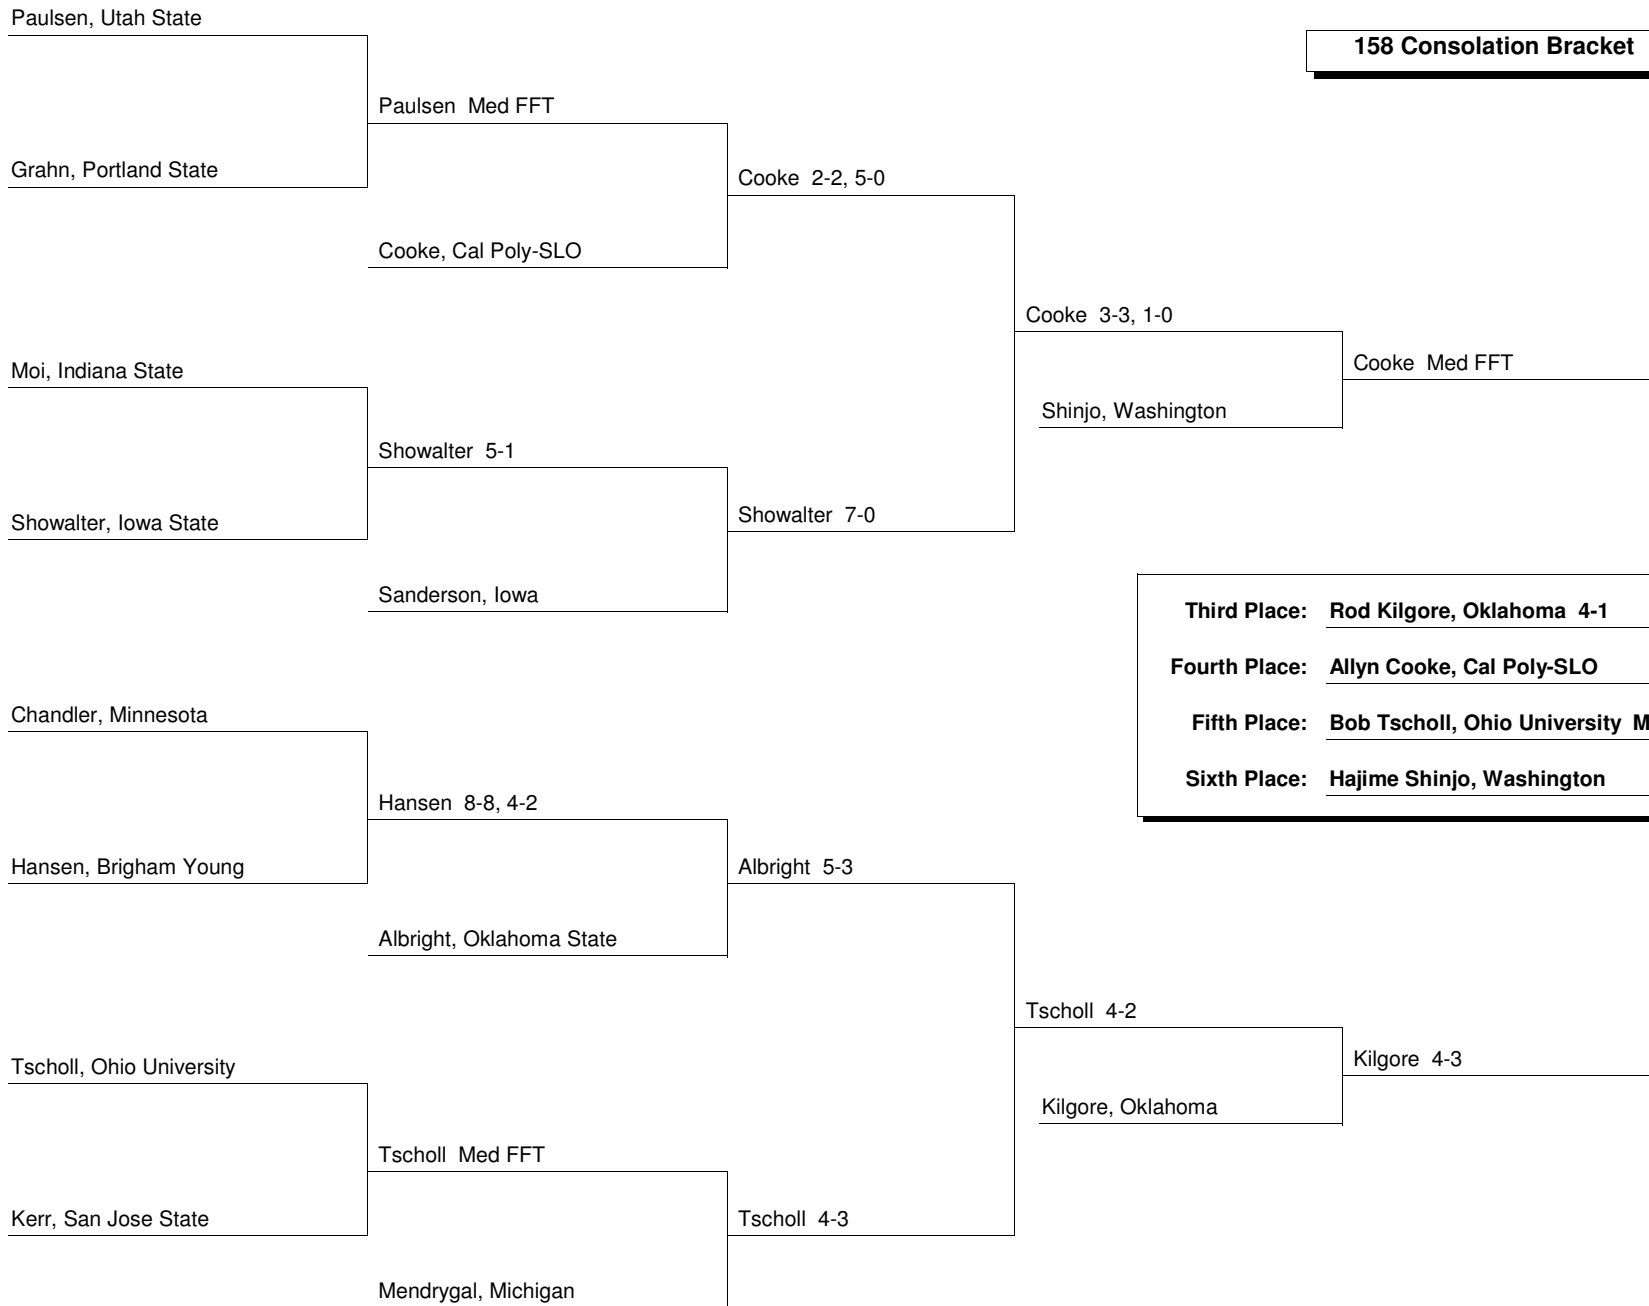 Paulsen, Utah State
158 Consolation Bracket
Paulsen Med FFT
Grahn, Portland State
Cooke 2-2, 5-0
Cooke, Cal Poly-SLO
Cooke 3-3, 1-0
Moi, Indiana State
Cooke Med FFT
Shinjo, Washington
Showalter 5-1
Showalter, Iowa State
Showalter 7-0
Sanderson, Iowa
Third Place: Rod Kilgore, Oklahoma 4-1
Fourth Place: Allyn Cooke, Cal Poly-SLO
Fifth Place: Bob Tscholl, Ohio University M
Sixth Place: Hajime Shinjo, Washington
Chandler, Minnesota
Hansen 8-8, 4-2
Hansen, Brigham Young
Albright 5-3
Albright, Oklahoma State
Tscholl 4-2
Tscholl, Ohio University
Kilgore 4-3
Kilgore, Oklahoma
Tscholl Med FFT
Kerr, San Jose State
Tscholl 4-3
Mendrygal, Michigan